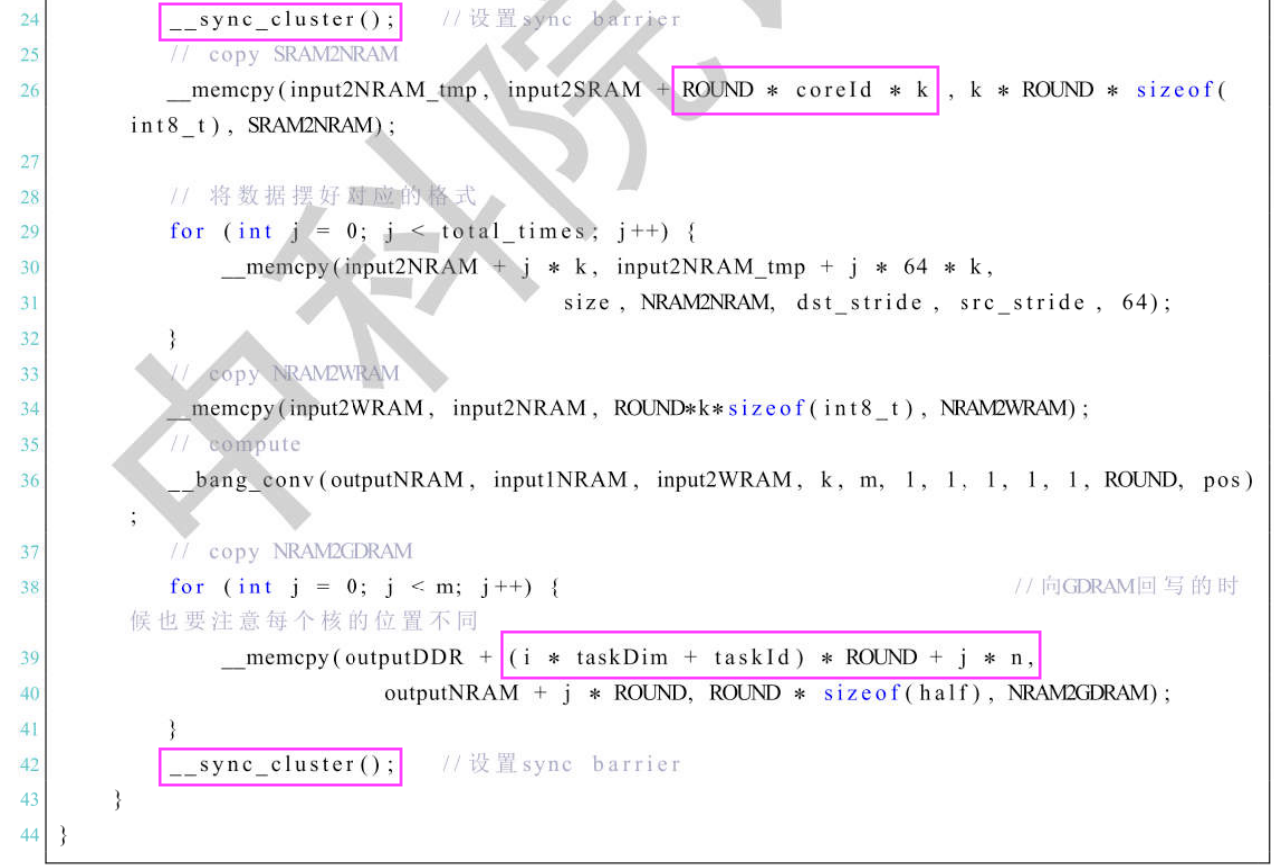 24 __sync_cluster(); //设置sync barrier
25 // copy SRAM2NRAM
26 __memcpy(input2NRAM_tmp, input2SRAM + ROUND * coreId * k , k * ROUND * sizeof(
int8_t), SRAM2NRAM);
27
28 // 将数据摆好对应的格式
29 for (int j = 0; j < total_times; j++) {
30 __memcpy(input2NRAM + j * k, input2NRAM_tmp + j * 64 * k,
31 size, NRAM2NRAM, dst_stride, src_stride, 64);
32 }
33 // copy NRAM2WRAM
34 __memcpy(input2WRAM, input2NRAM, ROUND*k*sizeof(int8_t), NRAM2WRAM);
35 // compute
36 __bang_conv(outputNRAM, input1NRAM, input2WRAM, k, m, 1, 1, 1, 1, 1, ROUND, pos)
;
37 // copy NRAM2GDRAM
38 for (int j = 0; j < m; j++) { //向GDRAM回写的时
候也要注意每个核的位置不同
39 __memcpy(outputDDR + (i * taskDim + taskId) * ROUND + j * n,
40 outputNRAM + j * ROUND, ROUND * sizeof(half), NRAM2GDRAM);
41 }
42 __sync_cluster(); //设置sync barrier
43 }
44 }
中科院